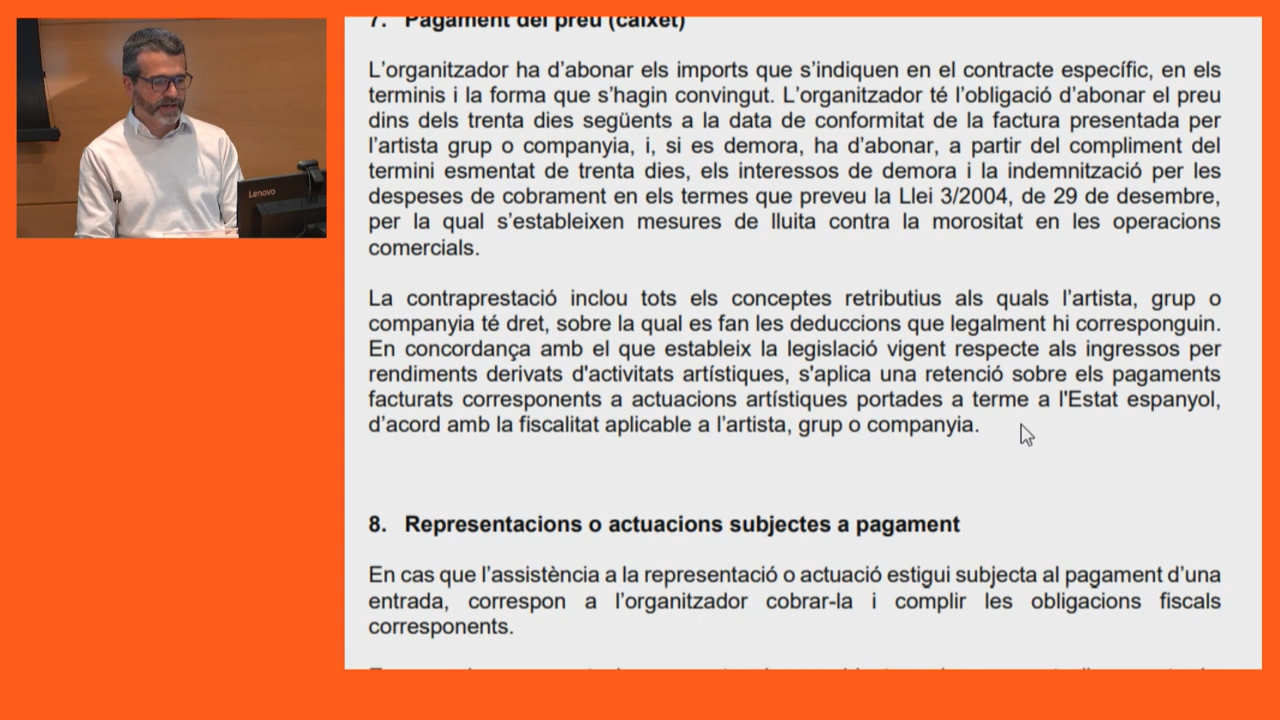 Lenovo
7. Pagament del preu (caixet)
L’organitzador ha d’abonar els imports que s’indiquen en el contracte específic, en els
terminis i la forma que s’hagin convingut. L’organitzador té l’obligació d’abonar el preu
dins dels trenta dies següents a la data de conformitat de la factura presentada per
l’artista grup o companyia, i, si es demora, ha d’abonar, a partir del compliment del
termini esmentat de trenta dies, els interessos de demora i la indemnització per les
despeses de cobrament en els termes que preveu la Llei 3/2004, de 29 de desembre,
per la qual s’estableixen mesures de lluita contra la morositat en les operacions
comercials.
La contraprestació inclou tots els conceptes retributius als quals l’artista, grup o
companyia té dret, sobre la qual es fan les deduccions que legalment hi corresponguin.
En concordança amb el que estableix la legislació vigent respecte als ingressos per
rendiments derivats d'activitats artístiques, s'aplica una retenció sobre els pagaments
facturats corresponents a actuacions artístiques portades a terme a l'Estat espanyol,
d’acord amb la fiscalitat aplicable a l’artista, grup o companyia.
8. Representacions o actuacions subjectes a pagament
En cas que l’assistència a la representació o actuació estigui subjecta al pagament d’una
entrada, correspon a l’organitzador cobrar-la i complir les obligacions fiscals
corresponents.